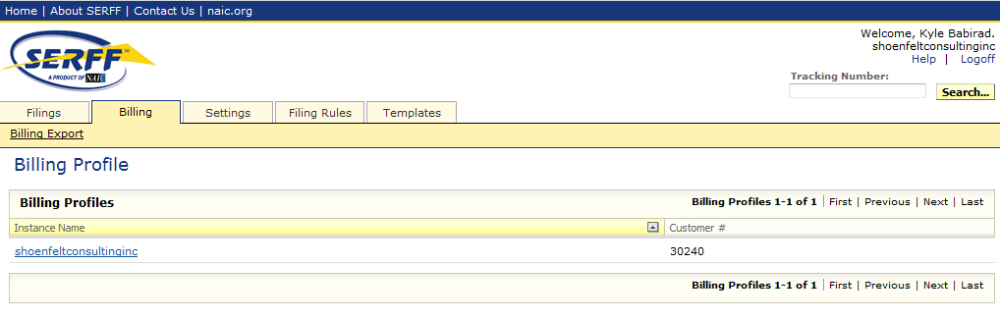 Home | About SERFF | Contact Us | naic.org
Welcome, Kyle Babirad.
shoenfeltconsultinginc
Help | Logoff
SERFF SM
A PRODUCT OF NAIC
Tracking Number:
Search...
Filings Billing Settings Filing Rules Templates
Billing Export
Billing Profile
Billing Profiles Billing Profiles 1-1 of 1 | First | Previous | Next | Last
Instance Name Customer #
shoenfeltconsultinginc 30240
Billing Profiles 1-1 of 1 | First | Previous | Next | Last